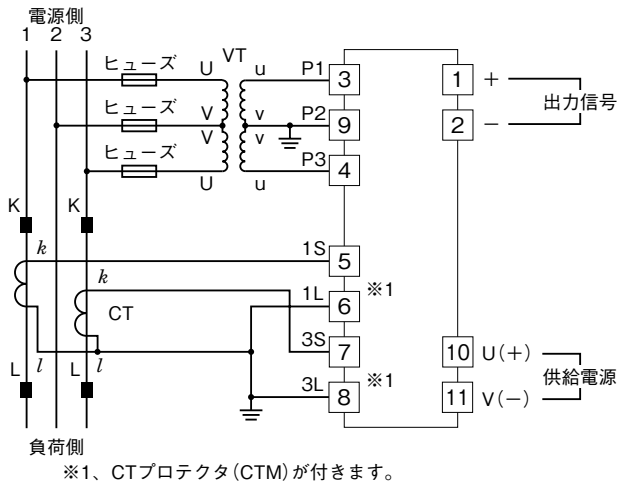 電源側
1 2 3
ヒューズ U VT u P1 3 1 +
出力信号
ヒューズ V v P2 9 2 −
V v
ヒューズ U u P3 4
K K
k 1S 5
※1
k 1L 6
CT
3S 7 10 U(+)
供給電源
L l L l 3L 8 11 V(−)
※1
負荷側
※1、CTプロテクタ(CTM)が付きます。